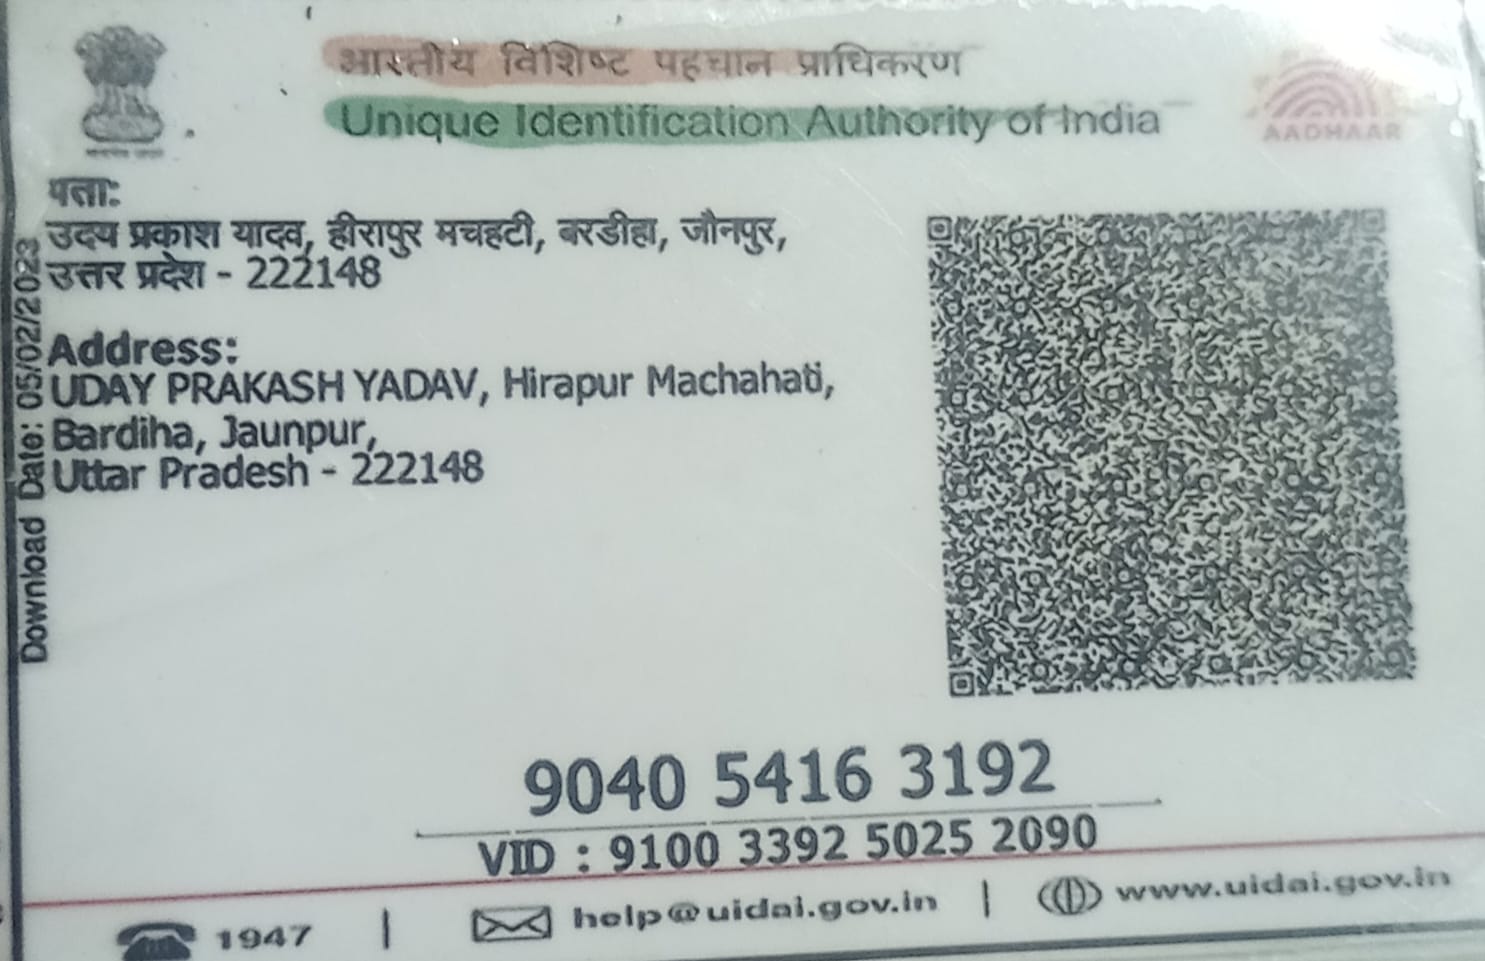 भारतीय विशिष्ट पहचान प्राधिकरण
Unique Identification Authority of India
AADHAAR
पता:
उदय प्रकाश यादव, हीरापुर मचहटी, बरडीहा, जौनपुर,
उत्तर प्रदेश - 222148
Address:
UDAY PRAKASH YADAV, Hirapur Machahati,
Bardiha, Jaunpur,
Uttar Pradesh - 222148
Download Date: 05/02/2023
9040 5416 3192
VID : 9100 3392 5025 2090
1947 | help@uidai.gov.in | www.uidai.gov.in